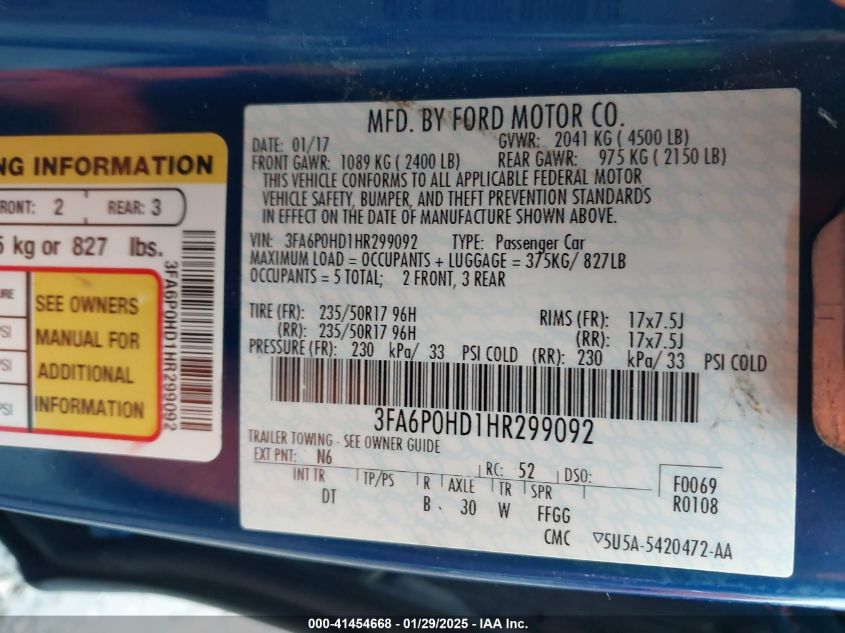 MFD. BY FORD MOTOR CO.
DATE: 01/17 GVWR: 2041 KG ( 4500 LB)
FRONT GAWR: 1089 KG ( 2400 LB) REAR GAWR: 975 KG ( 2150 LB)
THIS VEHICLE CONFORMS TO ALL APPLICABLE FEDERAL MOTOR
VEHICLE SAFETY, BUMPER, AND THEFT PREVENTION STANDARDS
IN EFFECT ON THE DATE OF MANUFACTURE SHOWN ABOVE.
VIN: 3FA6P0HD1HR299092 TYPE: Passenger Car
MAXIMUM LOAD = OCCUPANTS + LUGGAGE = 375KG/ 827LB
OCCUPANTS = 5 TOTAL; 2 FRONT, 3 REAR
TIRE (FR): 235/50R17 96H RIMS (FR): 17x7.5J
(RR): 235/50R17 96H (RR): 17x7.5J
PRESSURE (FR): 230 kPa/ 33 PSI COLD (RR): 230 kPa/ 33 PSI COLD
3FA6P0HD1HR299092
TRAILER TOWING - SEE OWNER GUIDE
EXT PNT: N6 RC: 52 DSO:
INT TR TP/PS R AXLE TR SPR F0069
DT B 30 W FFGG R0108
CMC ▽5U5A-5420472-AA
NG INFORMATION
FRONT: 2 REAR: 3
5 kg or 827 lbs.
SEE OWNERS
MANUAL FOR
ADDITIONAL
INFORMATION
URE
PSI
PSI
PSI
3FA6P0HD1HR299092
000-41454668 - 01/29/2025 - IAA Inc.